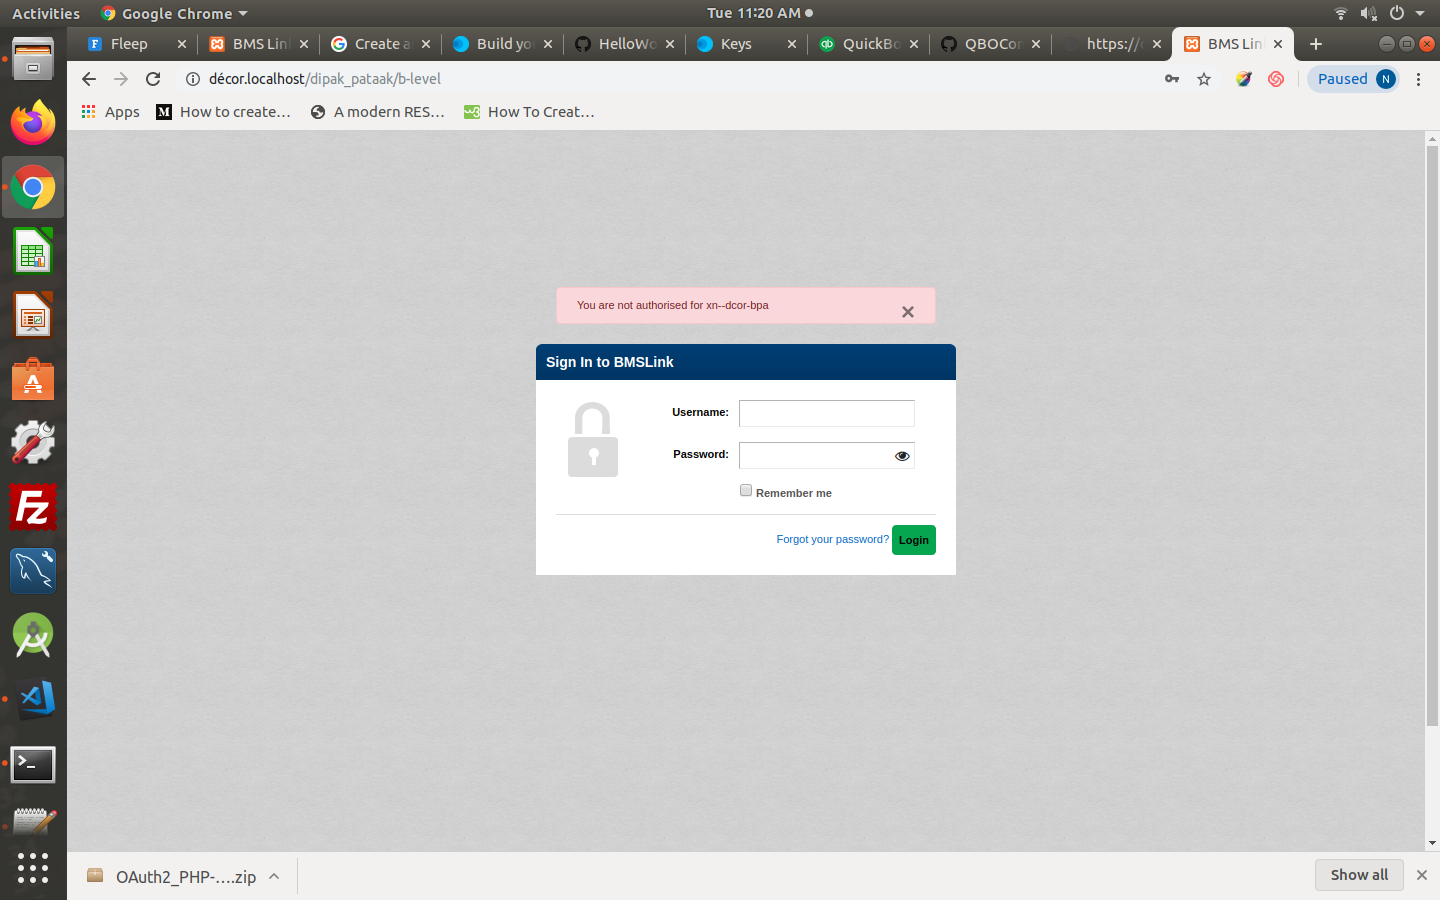 Activities Google Chrome Tue 11:20 AM
Fleep BMS Lin Create a Build yo HelloWo Keys QuickBo QBOCor https:// BMS Lin
décor.localhost/dipak_pataak/b-level Paused N
Apps M How to create... A modern RES... How To Creat...
You are not authorised for xn--dcor-bpa
Sign In to BMSLink
Username:
Password:
Remember me
Forgot your password? Login
OAuth2_PHP-....zip Show all